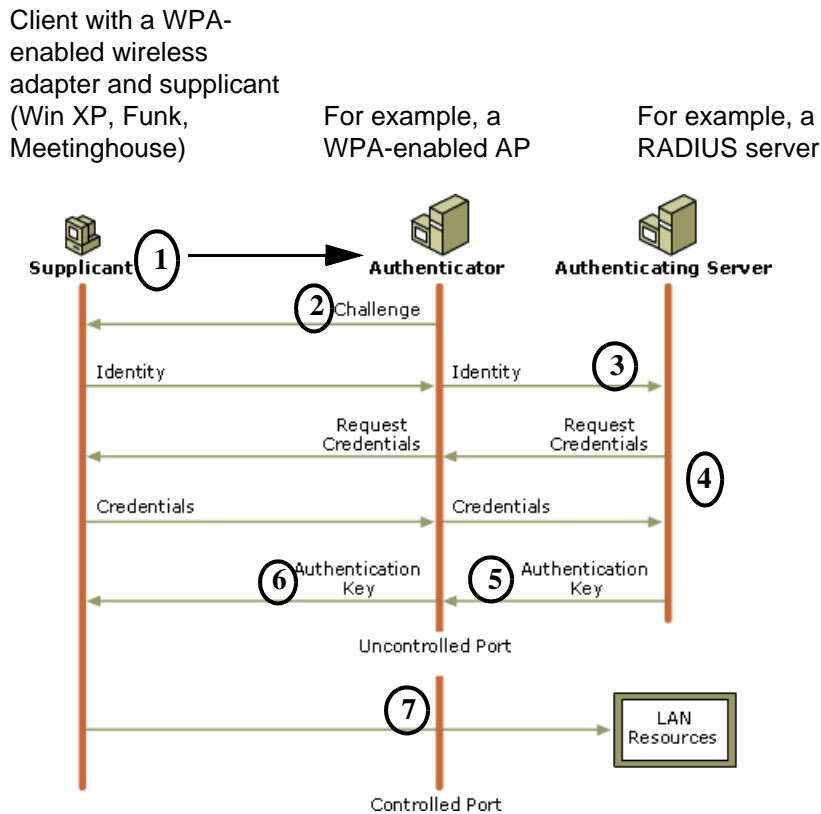 Client with a WPA-
enabled wireless
adapter and supplicant
(Win XP, Funk,
Meetinghouse)
For example, a
WPA-enabled AP
For example, a
RADIUS server
Supplicant
1
Authenticator
Authenticating Server
2
Challenge
Identity
Identity
3
Request
Credentials
Request
Credentials
4
Credentials
Credentials
6
Authentication
Key
5
Authentication
Key
Uncontrolled Port
7
LAN
Resources
Controlled Port